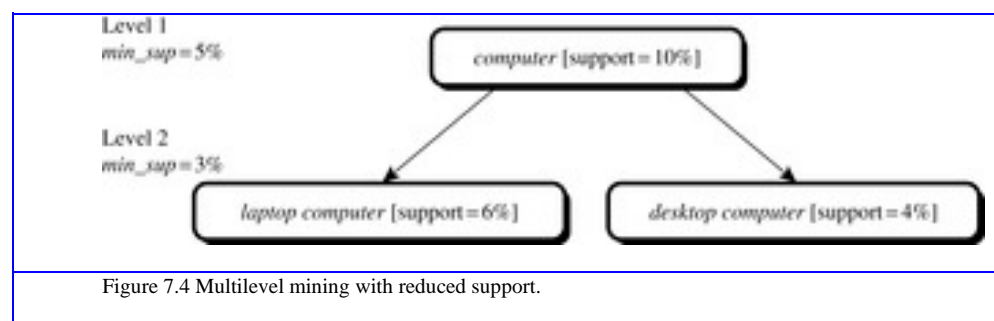 Level 1
min_sup=5%
computer [support=10%]
Level 2
min_sup=3%
laptop computer [support=6%]
desktop computer [support=4%]
Figure 7.4 Multilevel mining with reduced support.